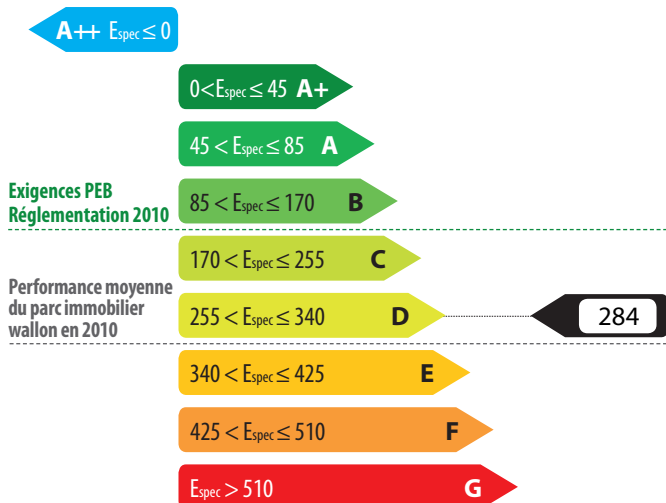 A++ Espec ≤ 0
0<Espec ≤ 45 A+
45 < Espec ≤ 85 A
Exigences PEB
Réglementation 2010
85 < Espec ≤ 170 B
170 < Espec ≤ 255 C
Performance moyenne
du parc immobilier
wallon en 2010
255 < Espec ≤ 340 D
284
340 < Espec ≤ 425 E
425 < Espec ≤ 510 F
Espec > 510 G